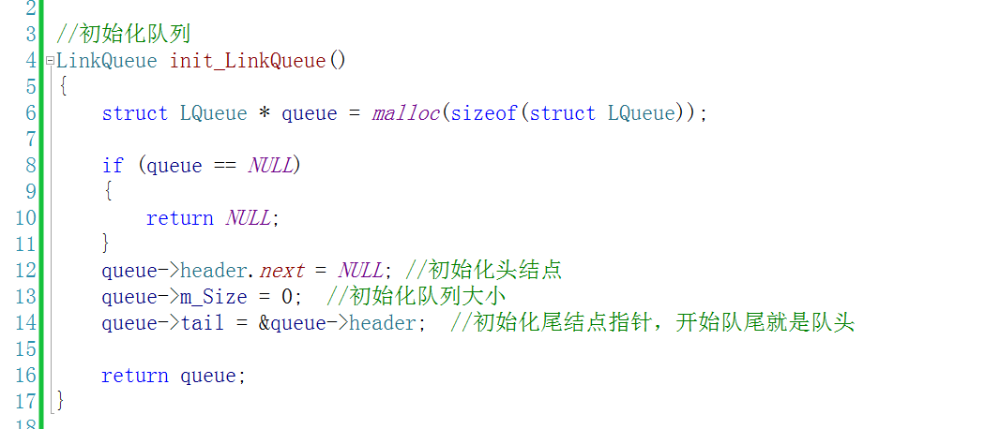 2
3 //初始化队列
4 LinkQueue init_LinkQueue()
5 {
6 struct LQueue * queue = malloc(sizeof(struct LQueue));
7
8 if (queue == NULL)
9 {
10 return NULL;
11 }
12 queue->header.next = NULL; //初始化头结点
13 queue->m_Size = 0; //初始化队列大小
14 queue->tail = &queue->header; //初始化尾结点指针，开始队尾就是队头
15
16 return queue;
17 }
18